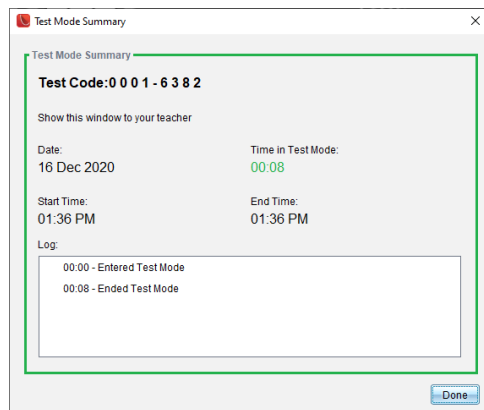 Test Mode Summary
Test Mode Summary
Test Code:0 0 0 1 - 6 3 8 2
Show this window to your teacher
Date: Time in Test Mode:
16 Dec 2020 00:08
Start Time: End Time:
01:36 PM 01:36 PM
Log:
00:00 - Entered Test Mode
00:08 - Ended Test Mode
Done